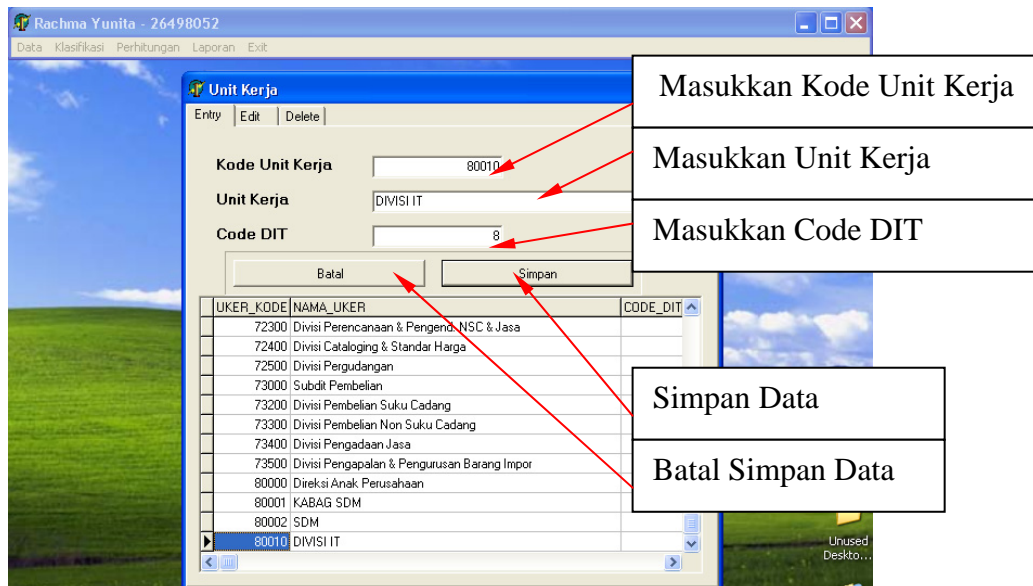 Rachma Yunita - 26498052
Data Klasifikasi Perhitungan Laporan Exit
Unit Kerja
Entry Edit Delete
Kode Unit Kerja 80010
Unit Kerja DIVISI IT
Code DIT 8
Batal Simpan
Masukkan Kode Unit Kerja
Masukkan Unit Kerja
Masukkan Code DIT
UKER_KODE NAMA_UKER CODE_DIT
72300 Divisi Perencanaan & Pengend. NSC & Jasa
72400 Divisi Cataloging & Standar Harga
72500 Divisi Pergudangan
73000 Subdit Pembelian
73200 Divisi Pembelian Suku Cadang
73300 Divisi Pembelian Non Suku Cadang
73400 Divisi Pengadaan Jasa
73500 Divisi Pengapalan & Pengurusan Barang Impor
80000 Direksi Anak Perusahaan
80001 KABAG SDM
80002 SDM
80010 DIVISI IT
Simpan Data
Batal Simpan Data
Unused
Deskto...